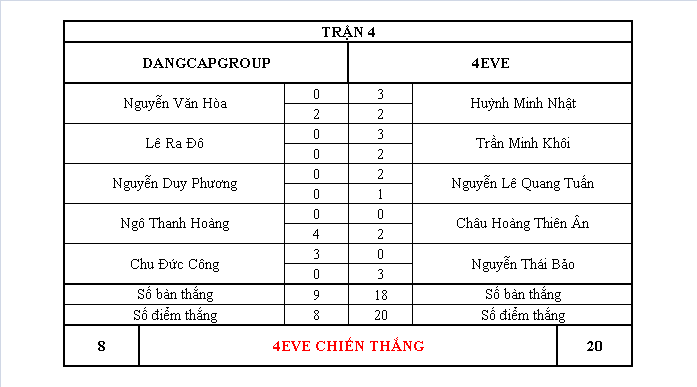 TRẬN 4
DANGCAPGROUP 4EVE
Nguyễn Văn Hòa 0 3 Huỳnh Minh Nhật
2 2
Lê Ra Đô 0 3 Trần Minh Khôi
0 2
Nguyễn Duy Phương 0 2 Nguyễn Lê Quang Tuấn
0 1
Ngô Thanh Hoàng 0 0 Châu Hoàng Thiên Ân
4 2
Chu Đức Công 3 0 Nguyễn Thái Bảo
0 3
Số bàn thắng 9 18 Số bàn thắng
Số điểm thắng 8 20 Số điểm thắng
8 4EVE CHIẾN THẮNG 20